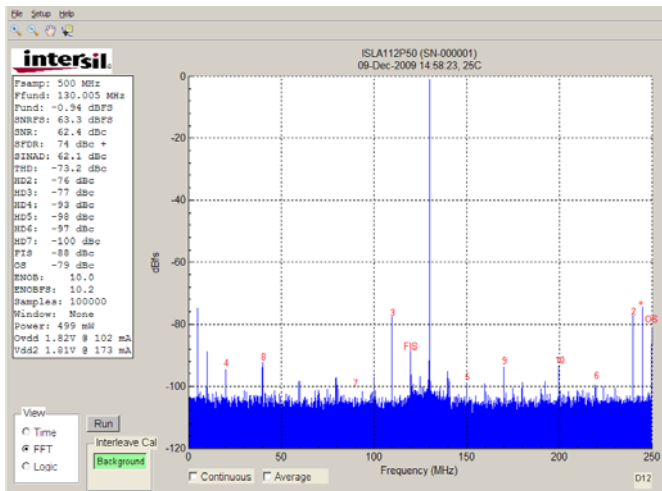 File Setup Help
intersil
ISLA112P50 (SN-000001)
09-Dec-2009 14:58:23, 25C
Fsamp: 500 MHz
Ffund: 130.005 MHz
Fund: -0.94 dBFS
SNRFS: 63.3 dBFS
SNR: 62.4 dBc
SFDR: 74 dBc +
SINAD: 62.1 dBc
THD: -73.2 dBc
HD2: -76 dBc
HD3: -77 dBc
HD4: -93 dBc
HD5: -98 dBc
HD6: -97 dBc
HD7: -100 dBc
FIS -88 dBc
OS -79 dBc
ENOB: 10.0
ENOBFS: 10.2
Samples: 100000
Window: None
Power: 499 mW
Ovdd 1.82V @ 102 mA
Vdd2 1.81V @ 173 mA
0
-20
-40
-60
-80
-100
-120
dBfs
4
8
7
3
FIS
5
9
10
6
2
*
OS
0
50
100
150
200
250
Frequency (MHz)
View
Time
FFT
Logic
Run
Interleave Cal
Background
Continuous
Average
D12